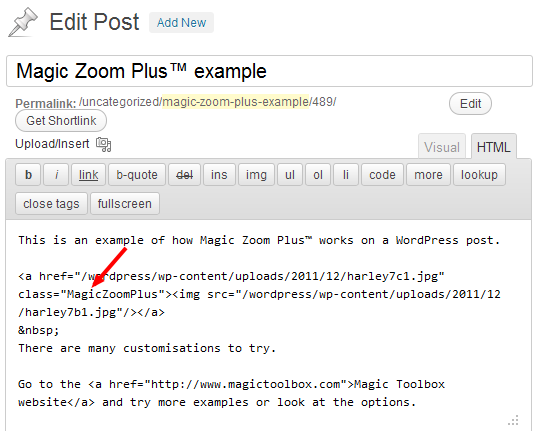 Edit Post Add New
Magic Zoom Plus™ example
Permalink: /uncategorized/magic-zoom-plus-example/489/ Edit
Get Shortlink
Upload/Insert Visual HTML
b i link b-quote del ins img ul ol li code more lookup
close tags fullscreen
This is an example of how Magic Zoom Plus™ works on a WordPress post.
<a href="/wordpress/wp-content/uploads/2011/12/harley7c1.jpg"
class="MagicZoomPlus"><img src="/wordpress/wp-content/uploads/2011/12
/harley7b1.jpg"/></a>
&nbsp;
There are many customisations to try.
Go to the <a href="http://www.magictoolbox.com">Magic Toolbox
website</a> and try more examples or look at the options.